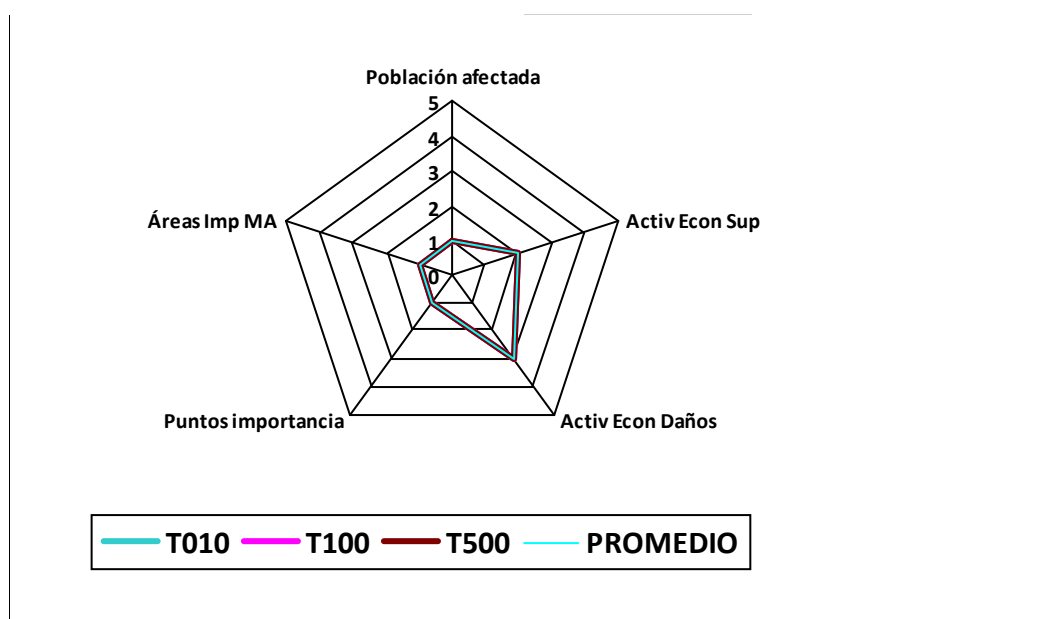 Población afectada
5
4
3
2
1
0
Áreas Imp MA
Activ Econ Sup
Puntos importancia
Activ Econ Daños
T010 T100 T500 PROMEDIO